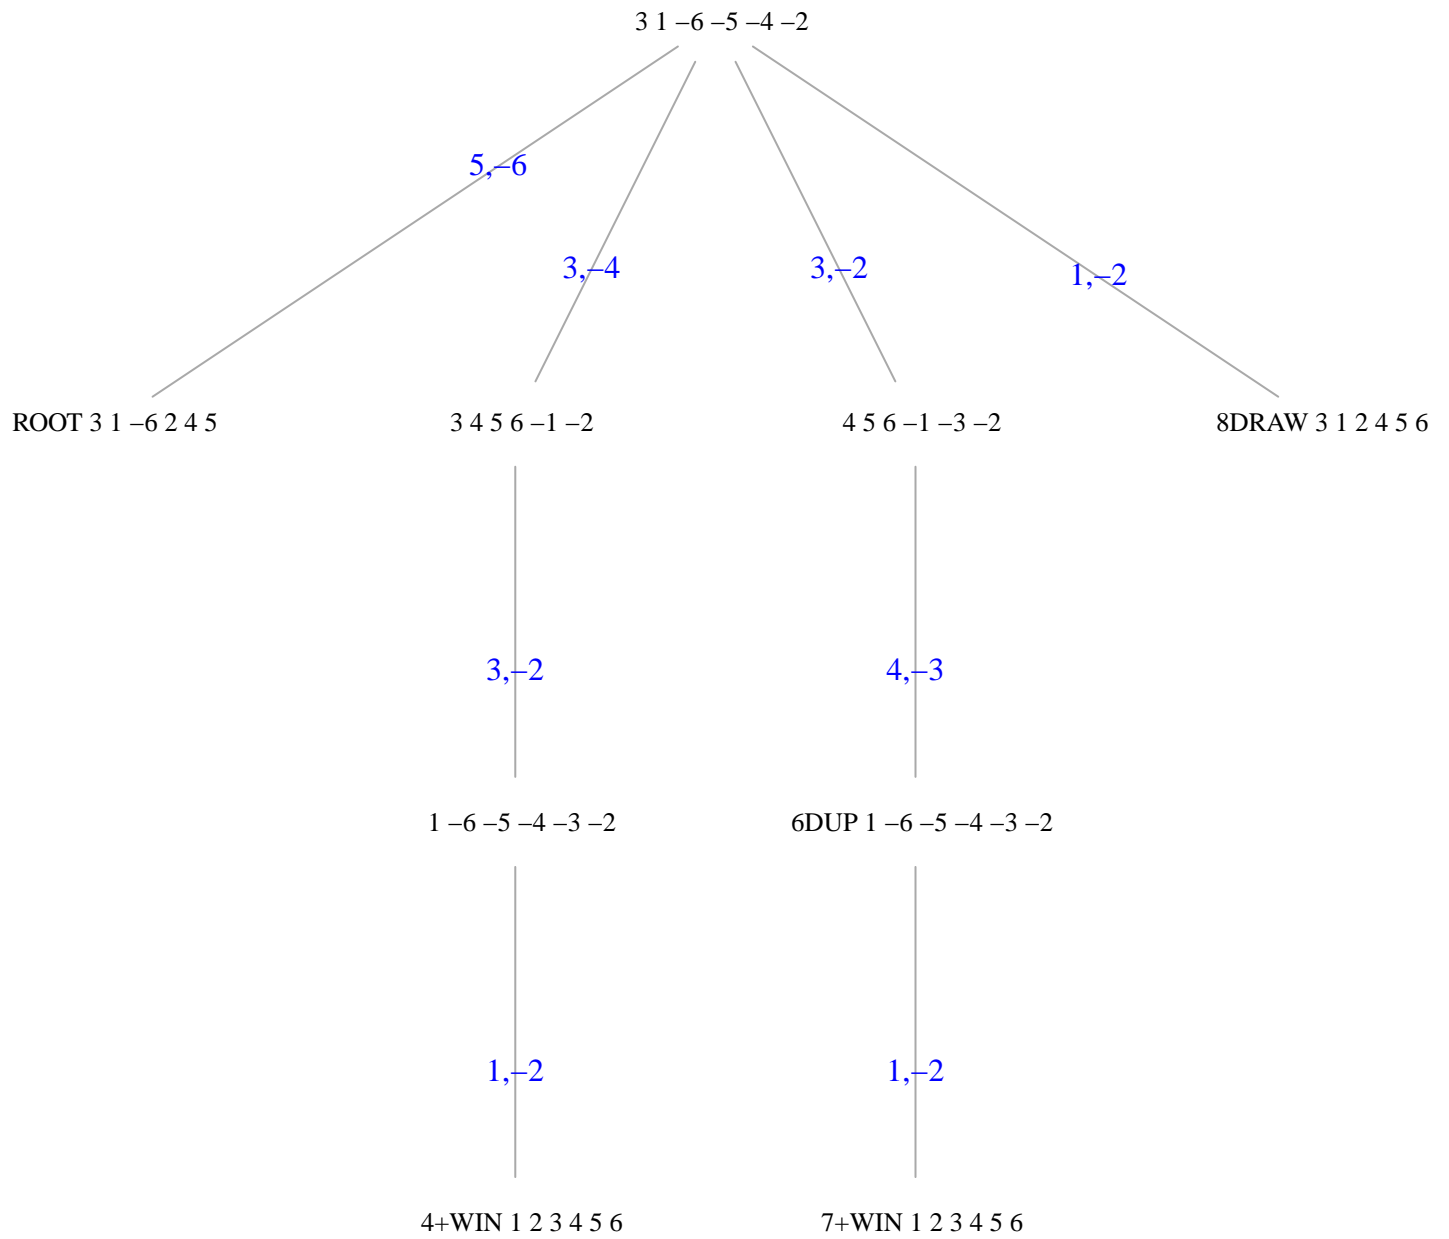 3 1 –6 –5 –4 –2
5,–6
3,–4
3,–2
1,–2
ROOT 3 1 –6 2 4 5
3 4 5 6 –1 –2
4 5 6 –1 –3 –2
8DRAW 3 1 2 4 5 6
3,–2
4,–3
1 –6 –5 –4 –3 –2
6DUP 1 –6 –5 –4 –3 –2
1,–2
1,–2
4+WIN 1 2 3 4 5 6
7+WIN 1 2 3 4 5 6